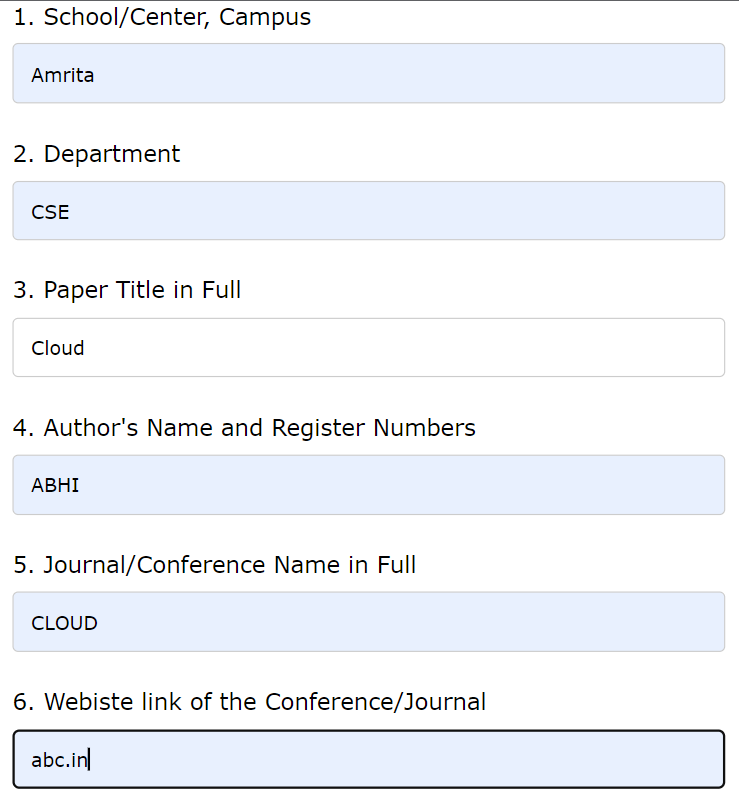 1. School/Center, Campus
Amrita
2. Department
CSE
3. Paper Title in Full
Cloud
4. Author's Name and Register Numbers
ABHI
5. Journal/Conference Name in Full
CLOUD
6. Webiste link of the Conference/Journal
abc.in